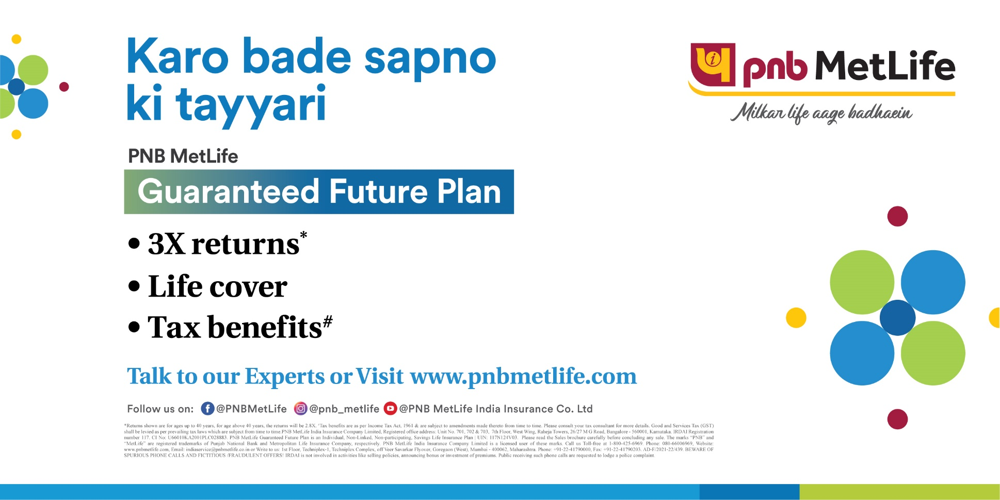 Karo bade sapno
ki tayyari
pnb MetLife
Milkar life aage badhaein
PNB MetLife
Guaranteed Future Plan
• 3X returns*
• Life cover
• Tax benefits#
Talk to our Experts or Visit www.pnbmetlife.com
Follow us on: @PNBMetLife @pnb_metlife @PNB MetLife India Insurance Co. Ltd
*Returns shown are for ages up to 40 years, for age above 40 years, the returns will be 2.8X. #Tax benefits are as per Income Tax Act, 1961 & are subject to amendments made thereto from time to time. Please consult your tax consultant for more details. Good and Services Tax (GST)
shall be levied as per prevailing tax laws which are subject from time to time.PNB MetLife India Insurance Company Limited, Registered office address: Unit No. 701, 702 & 703, 7th Floor, West Wing, Raheja Towers, 26/27 M G Road, Bangalore - 560001, Karnataka. IRDAI Registration
number 117. CI No: U66010KA2001PLC028883. PNB MetLife Guaranteed Future Plan is an Individual, Non-Linked, Non-participating, Savings Life Insurance Plan | UIN: 117N124V03. Please read the Sales brochure carefully before concluding any sale. The marks “PNB” and
“MetLife” are registered trademarks of Punjab National Bank and Metropolitan Life Insurance Company, respectively. PNB MetLife India Insurance Company Limited is a licensed user of these marks. Call us Toll-free at 1-800-425-6969. Phone: 080-66006969, Website:
www.pnbmetlife.com, Email: indiaservice@pnbmetlife.co.in or Write to us: 1st Floor, Techniplex-1, Techniplex Complex, off Veer Savarkar Flyover, Goregaon (West), Mumbai - 400062, Maharashtra. Phone: +91-22-41790000, Fax: +91-22-41790203. AD-F/2021-22/439. BEWARE OF
SPURIOUS PHONE CALLS AND FICTITIOUS /FRAUDULENT OFFERS! IRDAI is not involved in activities like selling policies, announcing bonus or investment of premiums. Public receiving such phone calls are requested to lodge a police complaint.